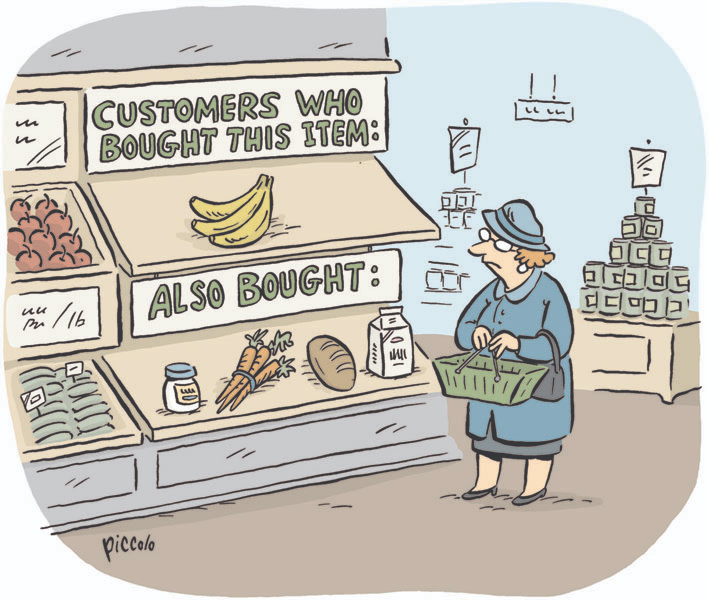 CUSTOMERS WHO
BOUGHT THIS ITEM:
ALSO BOUGHT:
/lb
piccolo